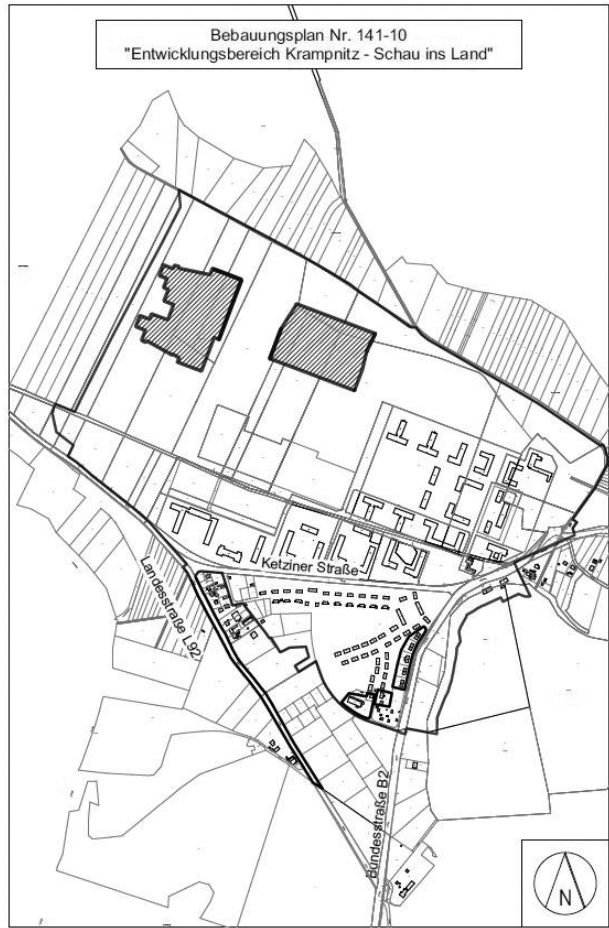 Bebauungsplan Nr. 141-10
"Entwicklungsbereich Krampnitz - Schau ins Land"
Ketziner Straße
Landesstraße L92
Bundesstraße B2
N